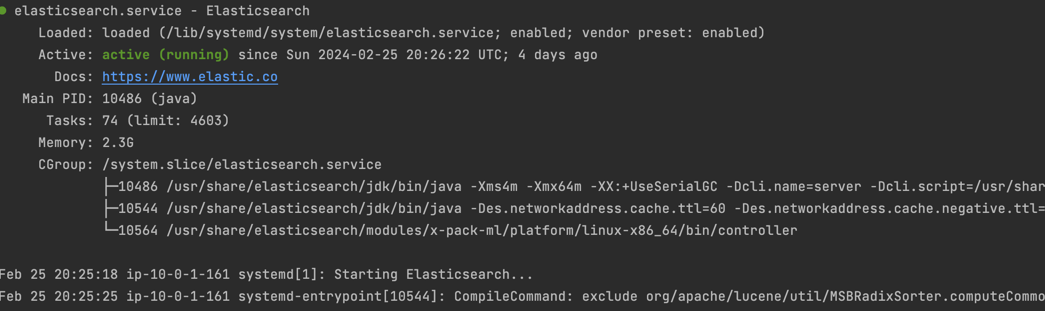 ● elasticsearch.service - Elasticsearch
Loaded: loaded (/lib/systemd/system/elasticsearch.service; enabled; vendor preset: enabled)
Active: active (running) since Sun 2024-02-25 20:26:22 UTC; 4 days ago
Docs: https://www.elastic.co
Main PID: 10486 (java)
Tasks: 74 (limit: 4603)
Memory: 2.3G
CGroup: /system.slice/elasticsearch.service
├─10486 /usr/share/elasticsearch/jdk/bin/java -Xms4m -Xmx64m -XX:+UseSerialGC -Dcli.name=server -Dcli.script=/usr/shar
├─10544 /usr/share/elasticsearch/jdk/bin/java -Des.networkaddress.cache.ttl=60 -Des.networkaddress.cache.negative.ttl=
└─10564 /usr/share/elasticsearch/modules/x-pack-ml/platform/linux-x86_64/bin/controller
Feb 25 20:25:18 ip-10-0-1-161 systemd[1]: Starting Elasticsearch...
Feb 25 20:25:25 ip-10-0-1-161 systemd-entrypoint[10544]: CompileCommand: exclude org/apache/lucene/util/MSBRadixSorter.computeCommo